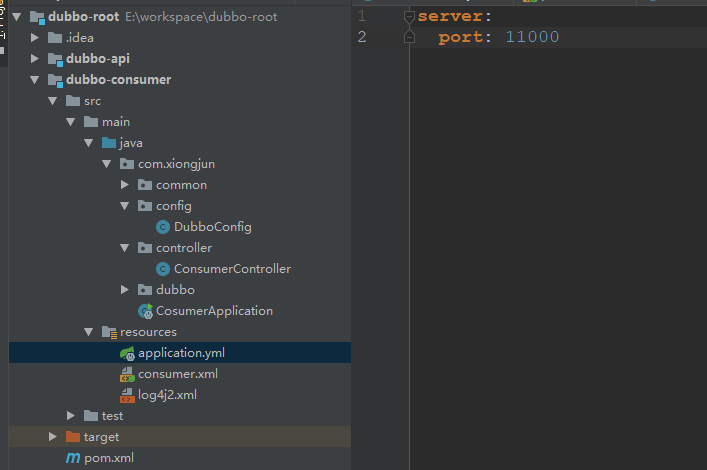 dubbo-root E:\workspace\dubbo-root
.idea
dubbo-api
dubbo-consumer
src
main
java
com.xiongjun
common
config
DubboConfig
controller
ConsumerController
dubbo
CosumerApplication
resources
application.yml
consumer.xml
log4j2.xml
test
target
pom.xml
1 server:
2 port: 11000